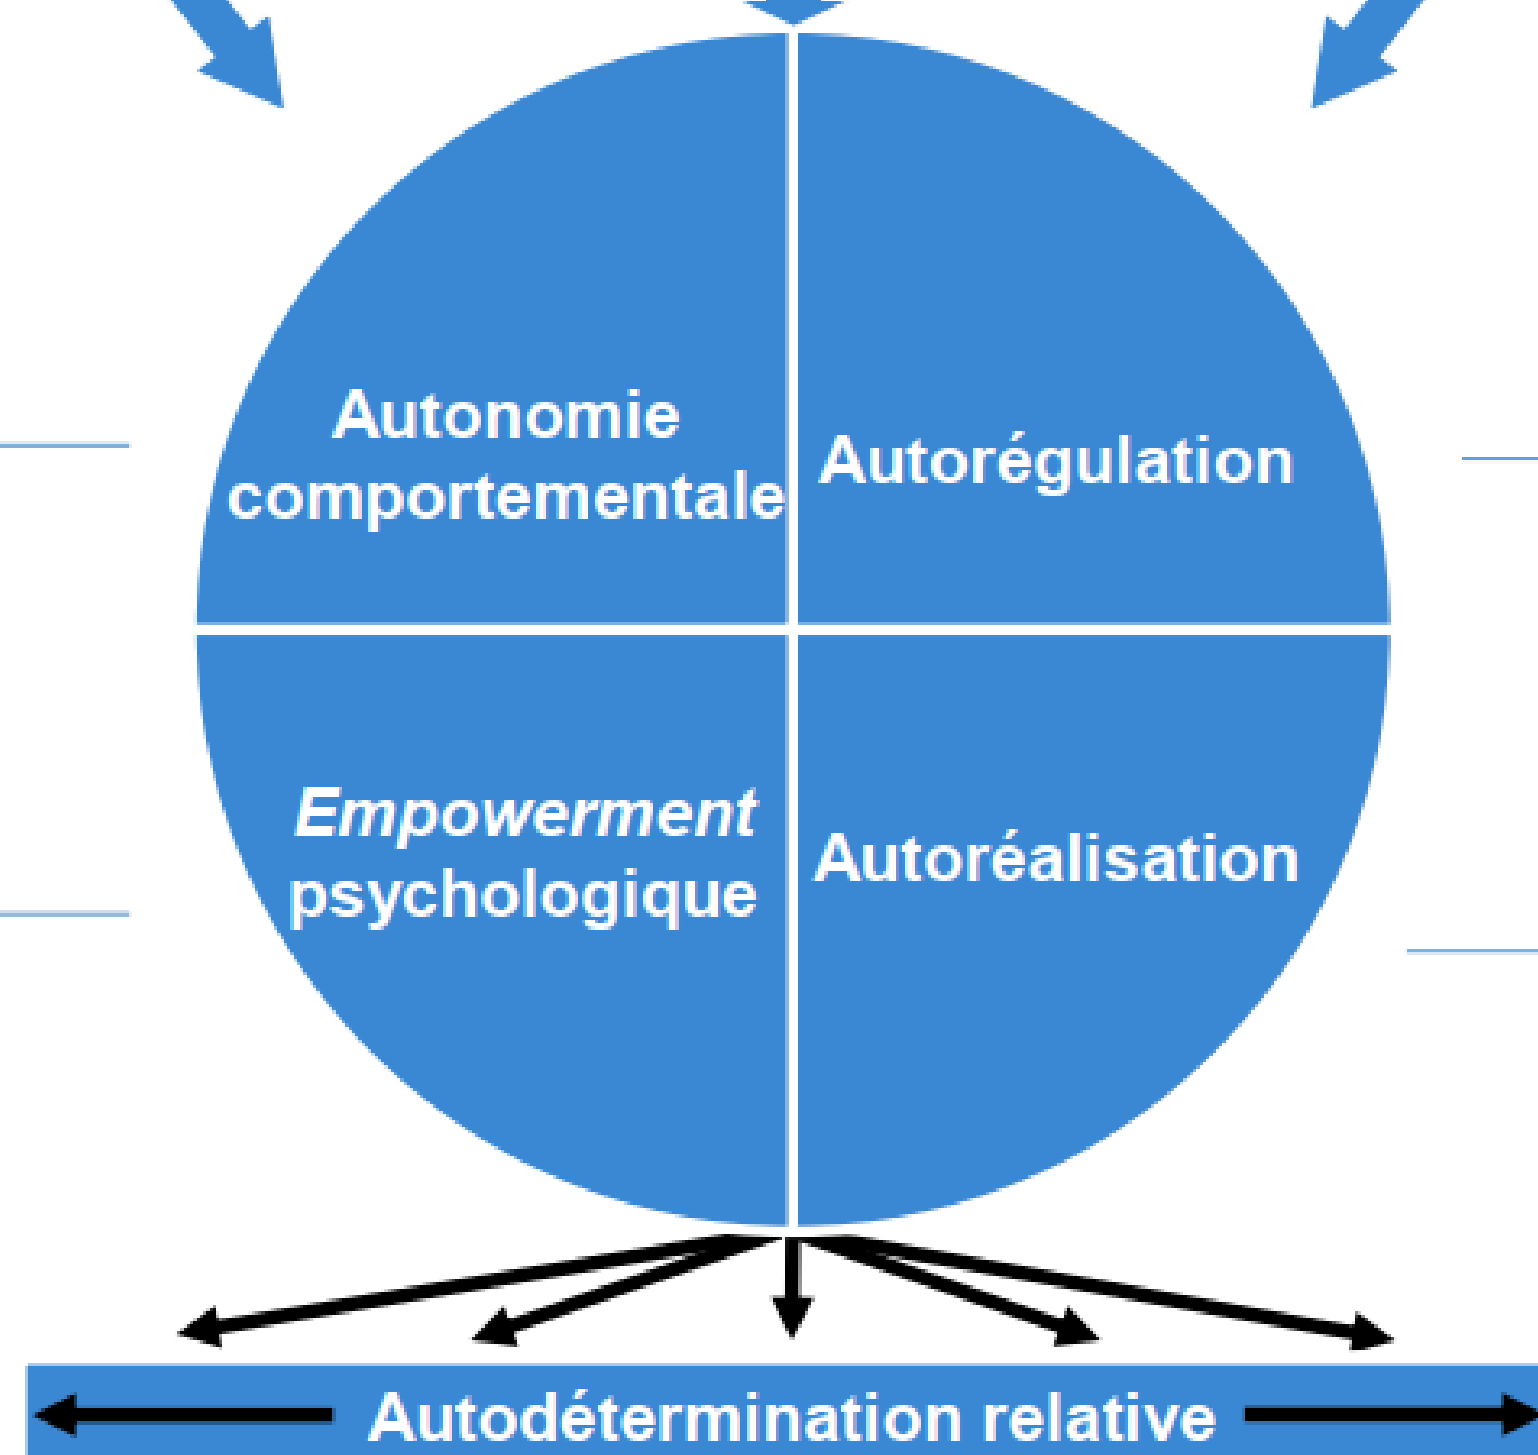 Autonomie
comportementale
Autorégulation
Empowerment
psychologique
Autoréalisation
Autodétermination relative